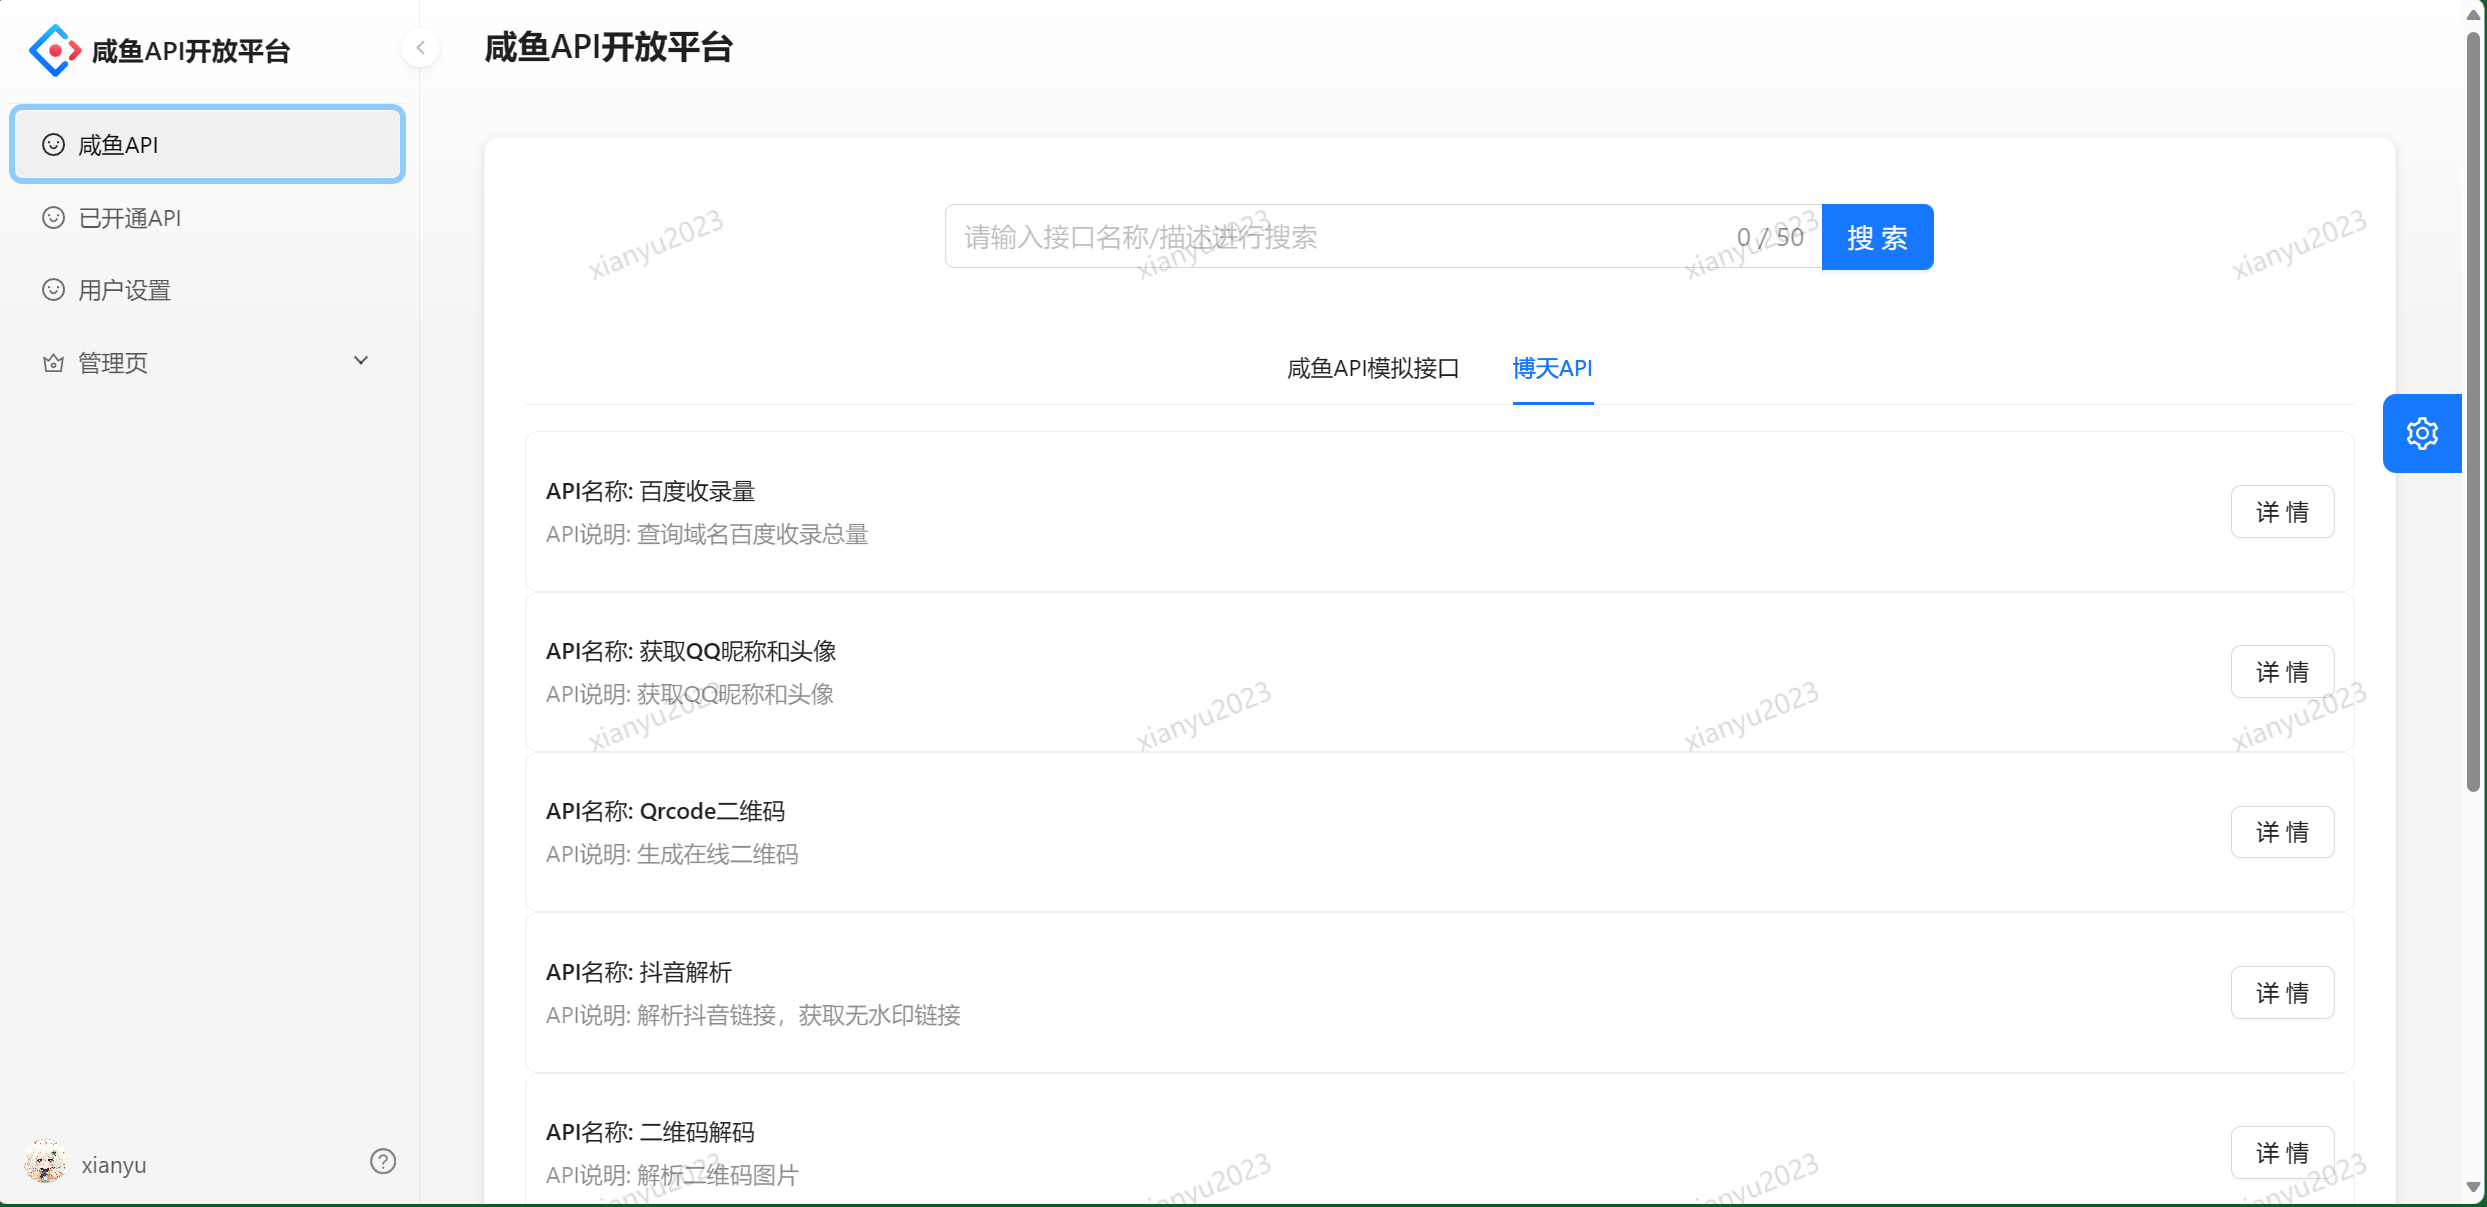 咸鱼API开放平台
咸鱼API
已开通API
用户设置
管理页
xianyu
咸鱼API开放平台
请输入接口名称/描述进行搜索
0 / 50
搜 索
咸鱼API模拟接口
博天API
API名称: 百度收录量
API说明: 查询域名百度收录总量
详 情
API名称: 获取QQ昵称和头像
API说明: 获取QQ昵称和头像
详 情
API名称: Qrcode二维码
API说明: 生成在线二维码
详 情
API名称: 抖音解析
API说明: 解析抖音链接，获取无水印链接
详 情
API名称: 二维码解码
API说明: 解析二维码图片
详 情
xianyu2023
xianyu2023
xianyu2023
xianyu2023
xianyu2023
xianyu2023
xianyu2023
xianyu2023
xianyu2023
xianyu2023
xianyu2023
xianyu2023